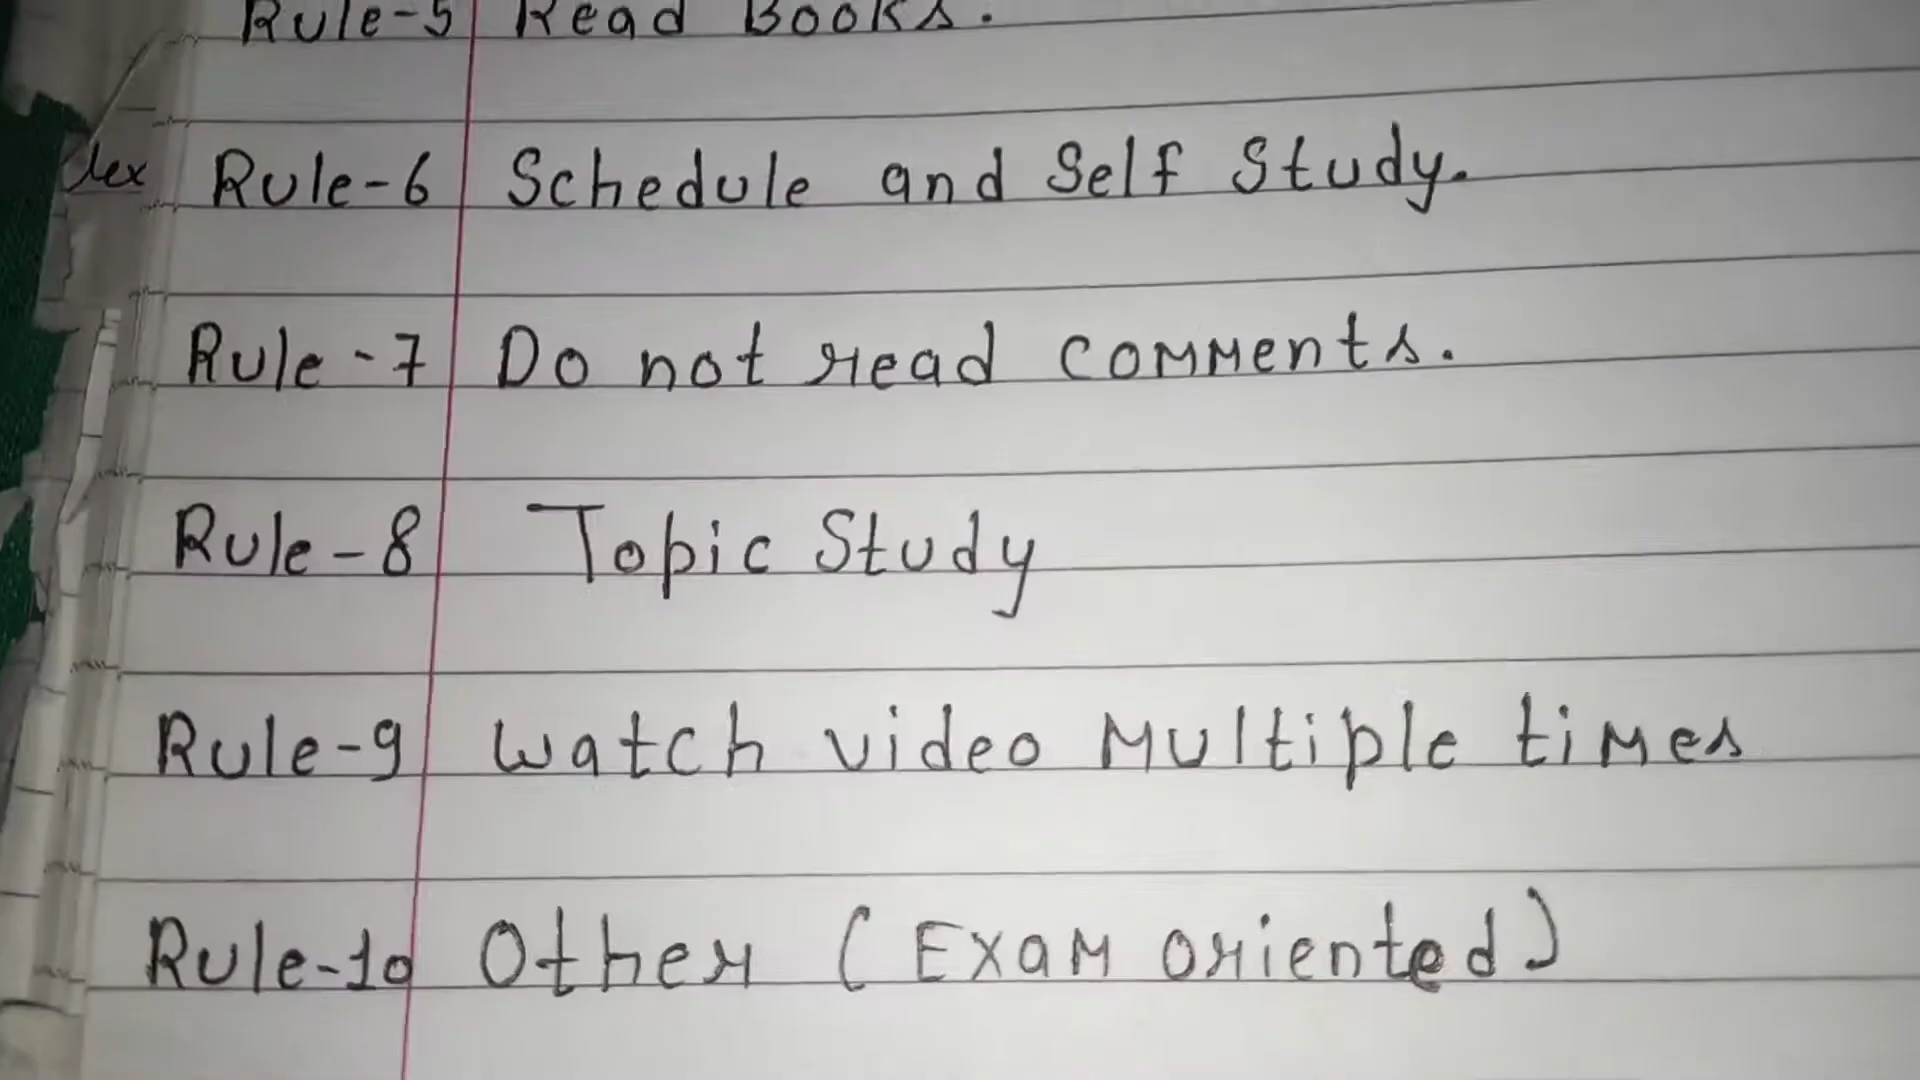 Rule-5 Read Books.
Rule-6 Schedule and Self Study.
Rule-7 Do not read comments.
Rule-8 Topic Study
Rule-9 Watch video Multiple times
Rule-10 Other (Exam oriented)